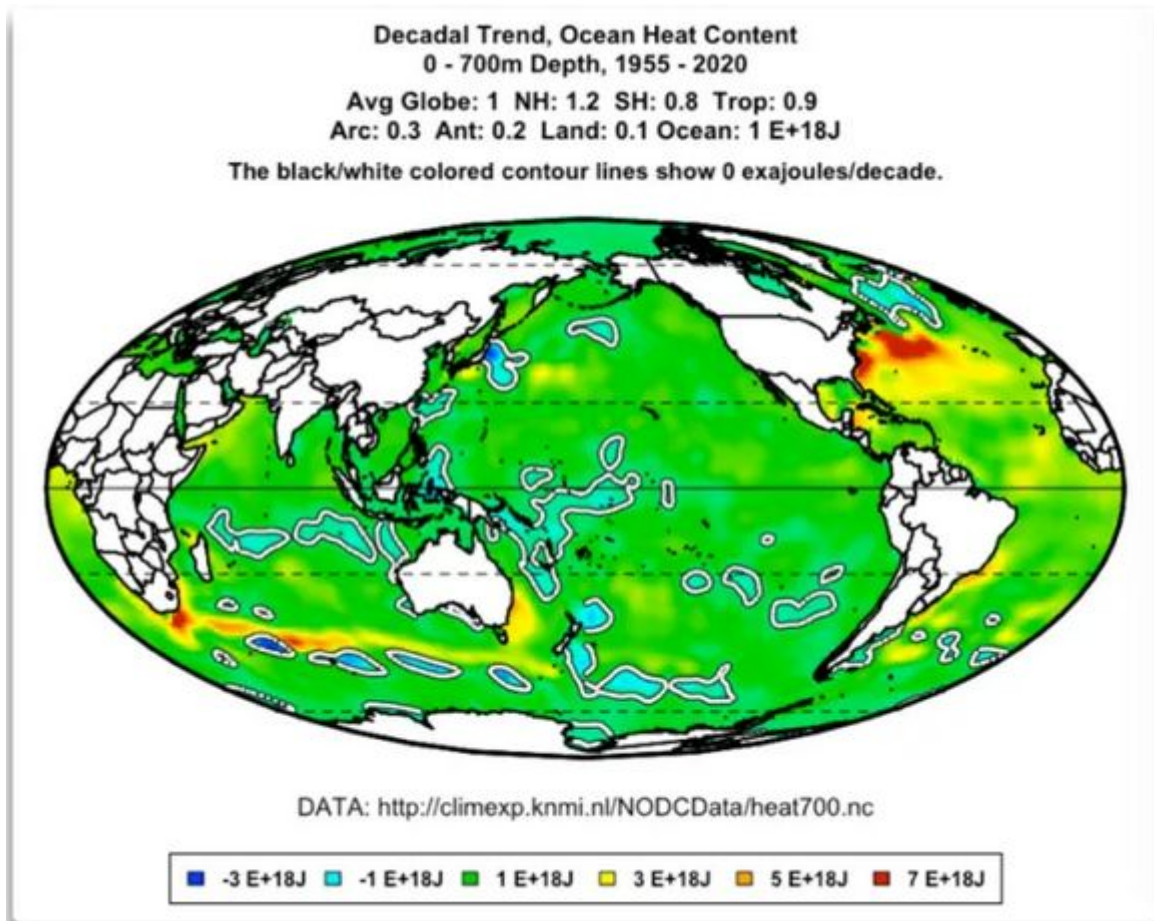 Decadal Trend, Ocean Heat Content
0 - 700m Depth, 1955 - 2020
Avg Globe: 1 NH: 1.2 SH: 0.8 Trop: 0.9
Arc: 0.3 Ant: 0.2 Land: 0.1 Ocean: 1 E+18J
The black/white colored contour lines show 0 exajoules/decade.
DATA: http://climexp.knmi.nl/NODCData/heat700.nc
-3 E+18J -1 E+18J 1 E+18J 3 E+18J 5 E+18J 7 E+18J